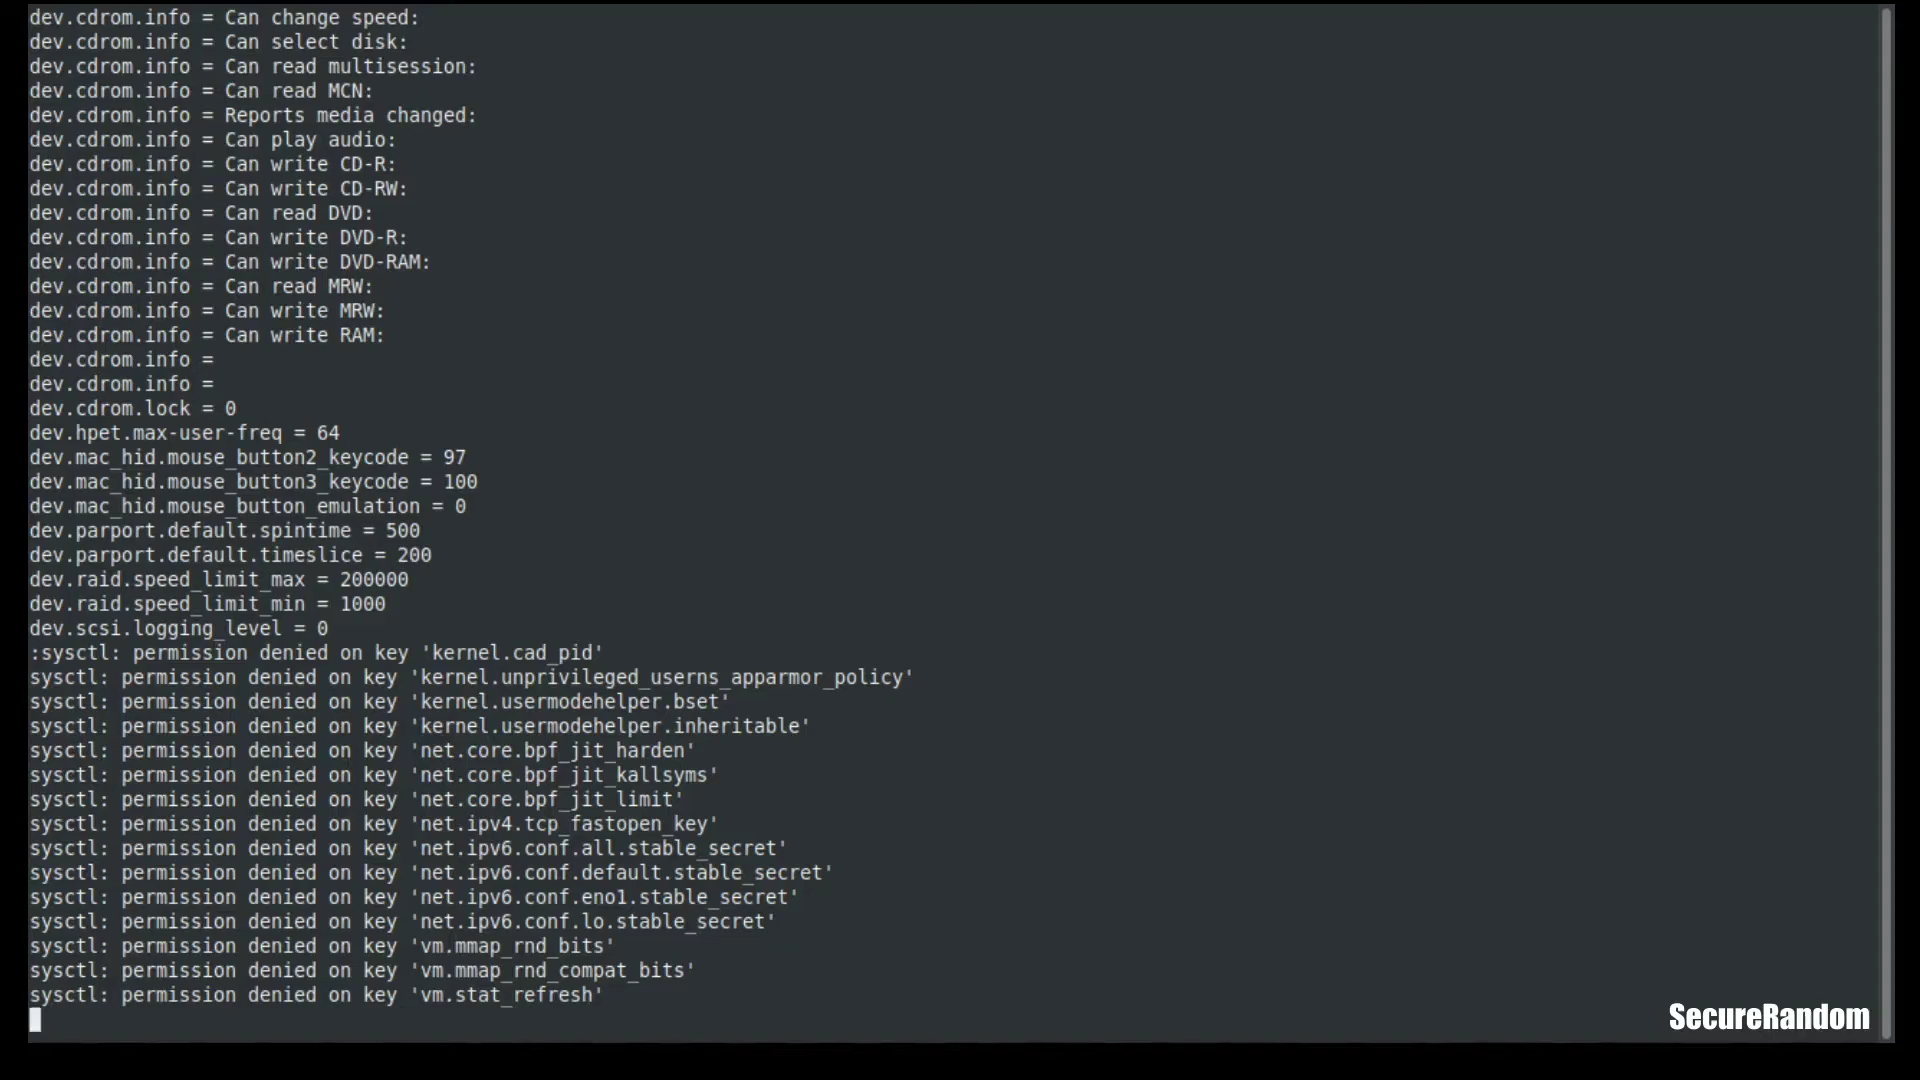 dev.cdrom.info = Can change speed:
dev.cdrom.info = Can select disk:
dev.cdrom.info = Can read multisession:
dev.cdrom.info = Can read MCN:
dev.cdrom.info = Reports media changed:
dev.cdrom.info = Can play audio:
dev.cdrom.info = Can write CD-R:
dev.cdrom.info = Can write CD-RW:
dev.cdrom.info = Can read DVD:
dev.cdrom.info = Can write DVD-R:
dev.cdrom.info = Can write DVD-RAM:
dev.cdrom.info = Can read MRW:
dev.cdrom.info = Can write MRW:
dev.cdrom.info = Can write RAM:
dev.cdrom.info =
dev.cdrom.info =
dev.cdrom.lock = 0
dev.hpet.max-user-freq = 64
dev.mac_hid.mouse_button2_keycode = 97
dev.mac_hid.mouse_button3_keycode = 100
dev.mac_hid.mouse_button_emulation = 0
dev.parport.default.spintime = 500
dev.parport.default.timeslice = 200
dev.raid.speed_limit_max = 200000
dev.raid.speed_limit_min = 1000
dev.scsi.logging_level = 0
:sysctl: permission denied on key 'kernel.cad_pid'
sysctl: permission denied on key 'kernel.unprivileged_userns_apparmor_policy'
sysctl: permission denied on key 'kernel.usermodehelper.bset'
sysctl: permission denied on key 'kernel.usermodehelper.inheritable'
sysctl: permission denied on key 'net.core.bpf_jit_harden'
sysctl: permission denied on key 'net.core.bpf_jit_kallsyms'
sysctl: permission denied on key 'net.core.bpf_jit_limit'
sysctl: permission denied on key 'net.ipv4.tcp_fastopen_key'
sysctl: permission denied on key 'net.ipv6.conf.all.stable_secret'
sysctl: permission denied on key 'net.ipv6.conf.default.stable_secret'
sysctl: permission denied on key 'net.ipv6.conf.eno1.stable_secret'
sysctl: permission denied on key 'net.ipv6.conf.lo.stable_secret'
sysctl: permission denied on key 'vm.mmap_rnd_bits'
sysctl: permission denied on key 'vm.mmap_rnd_compat_bits'
sysctl: permission denied on key 'vm.stat_refresh'
SecureRandom